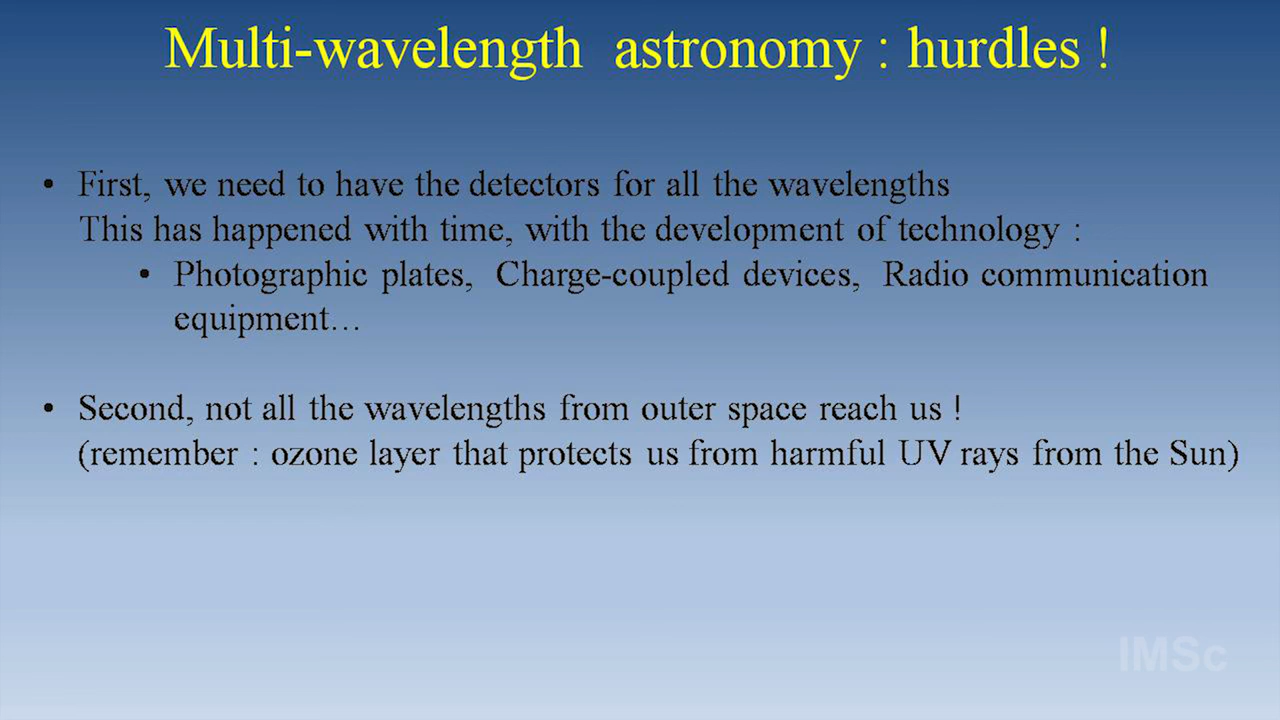 Multi-wavelength astronomy : hurdles !
• First, we need to have the detectors for all the wavelengths
This has happened with time, with the development of technology :
• Photographic plates, Charge-coupled devices, Radio communication
equipment…
• Second, not all the wavelengths from outer space reach us !
(remember : ozone layer that protects us from harmful UV rays from the Sun)
IMSc